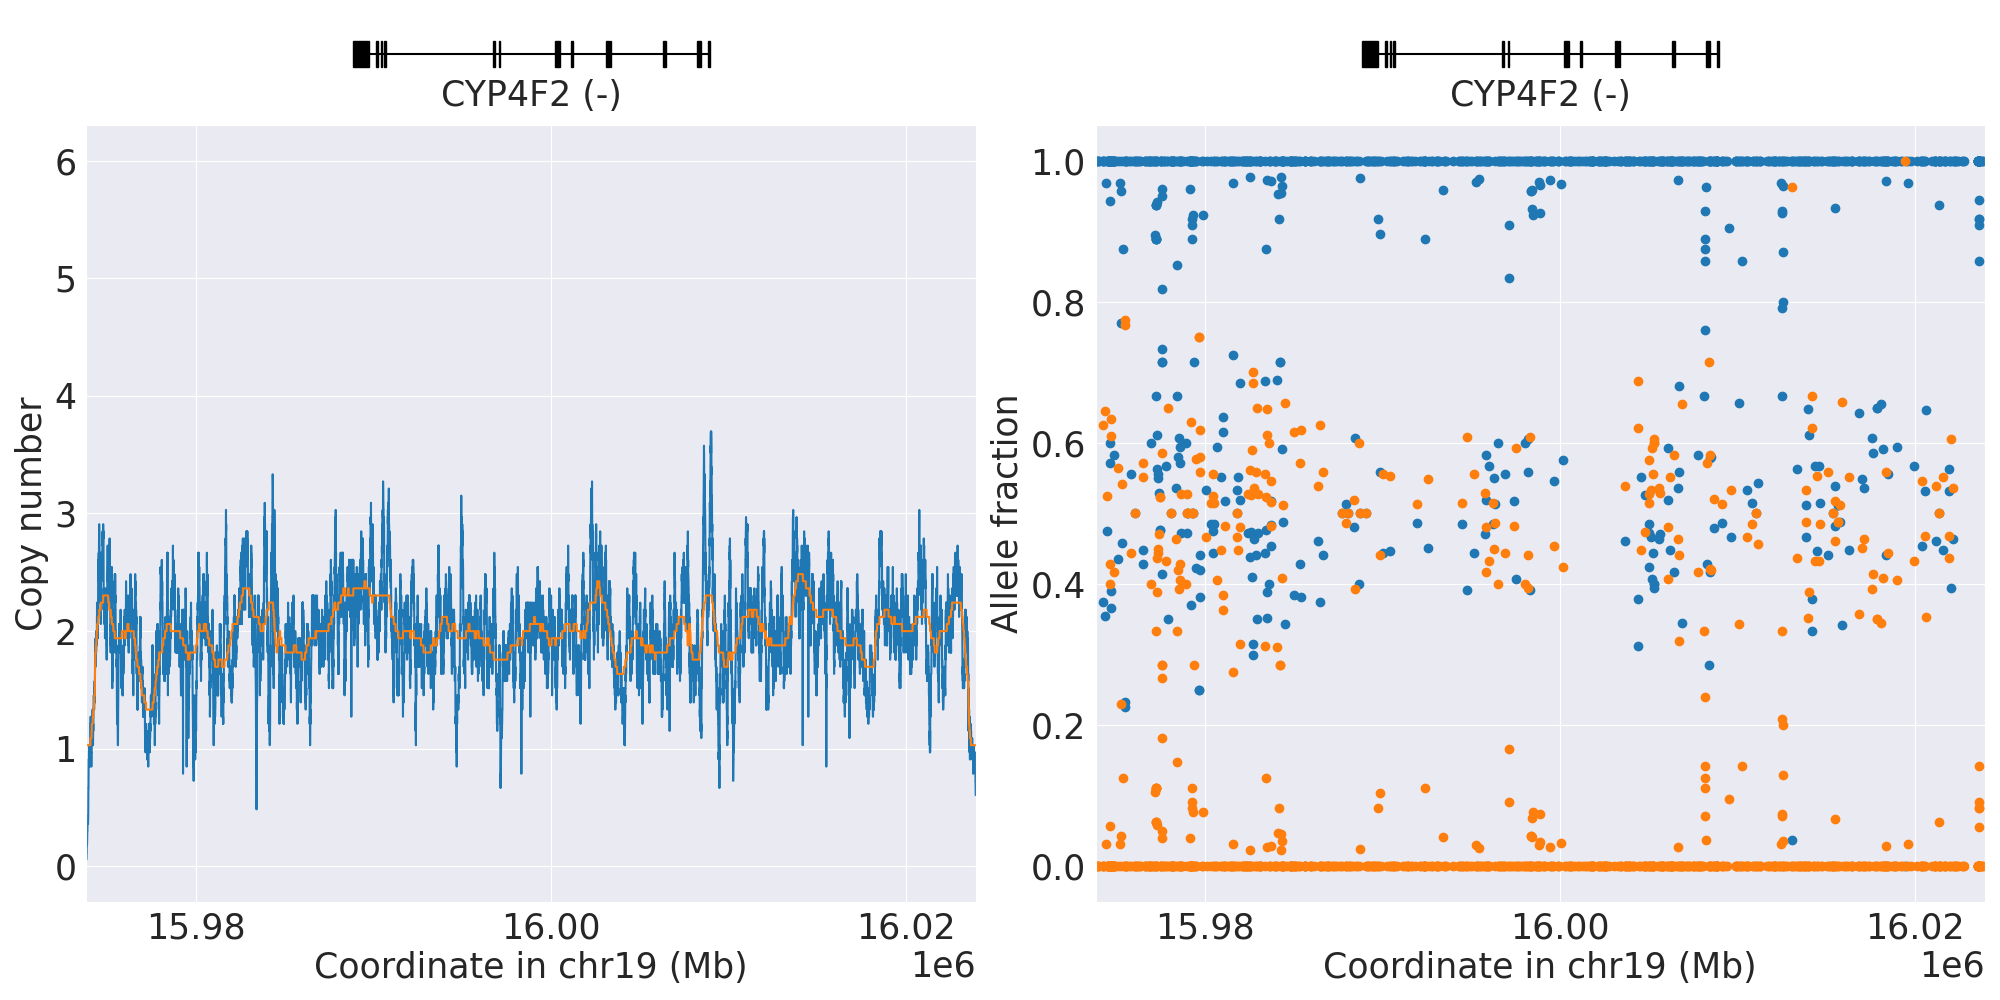 CYP4F2 (-)
Copy number
6
5
4
3
2
1
0
15.98
16.00
16.02
Coordinate in chr19 (Mb)
1e6
CYP4F2 (-)
Allele fraction
1.0
0.8
0.6
0.4
0.2
0.0
15.98
16.00
16.02
Coordinate in chr19 (Mb)
1e6